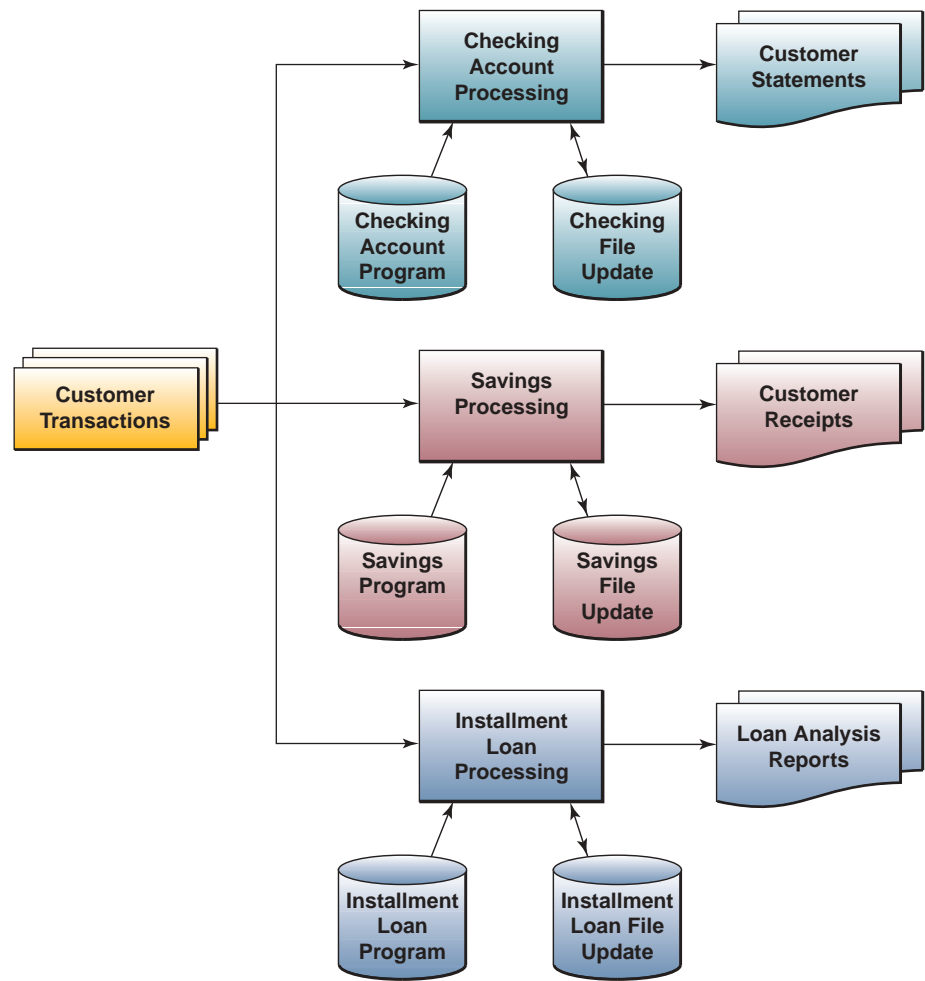 Checking
Account
Processing
Customer
Statements
Checking
Account
Program
Checking
File
Update
Customer
Transactions
Savings
Processing
Customer
Receipts
Savings
Program
Savings
File
Update
Installment
Loan
Processing
Loan Analysis
Reports
Installment
Loan
Program
Installment
Loan File
Update